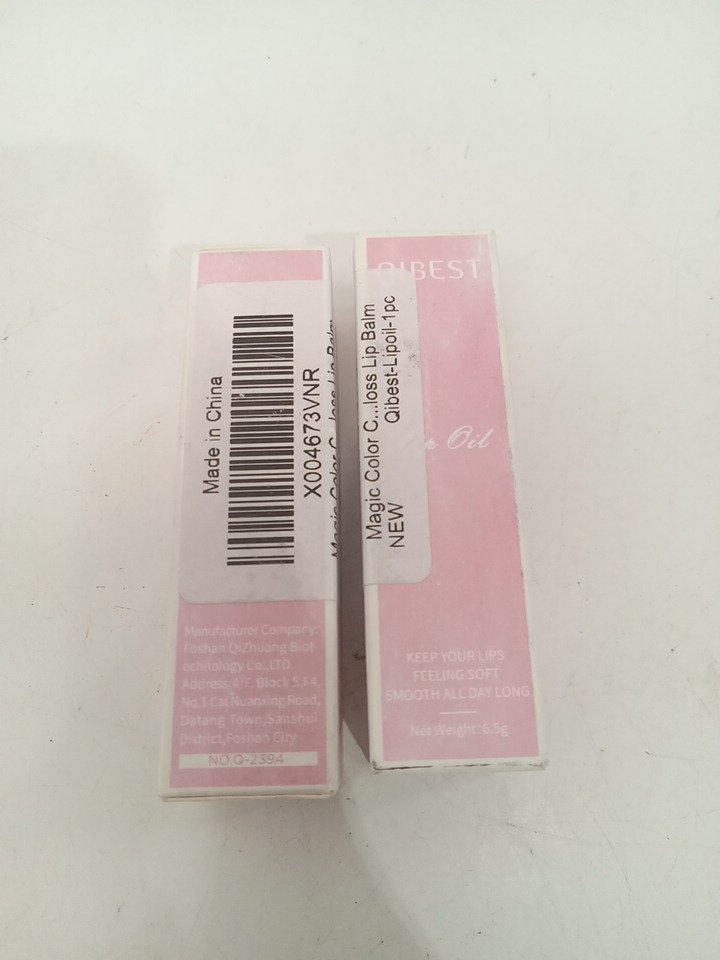 Made in China
X004673VNR
Manufacturer Company:
Foshan QiZhuang Biot-
echnology Co.,LTD.
Address:4/F, Block 5,F4,
No.1 Cai Nuanxing Road,
Datang Town,Sanshui
District,Foshan City
NO.Q-2394
QIBEST
Magic Color C...loss Lip Balm
Qibest-Lipoil-1pc
NEW
Oil
KEEP YOUR LIPS
FEELING SOFT
SMOOTH ALL DAY LONG
Net Weight:6.5g